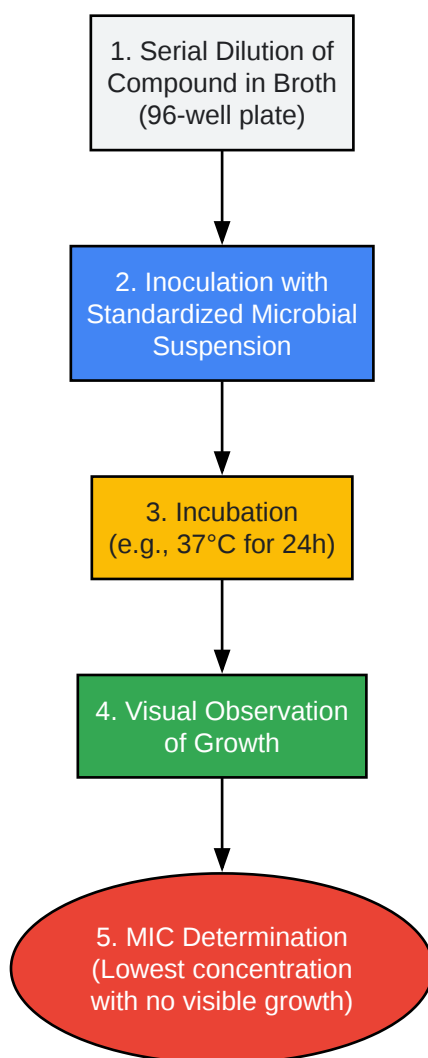 1. Serial Dilution of
Compound in Broth
(96-well plate)
2. Inoculation with
Standardized Microbial
Suspension
3. Incubation
(e.g., 37°C for 24h)
4. Visual Observation
of Growth
5. MIC Determination
(Lowest concentration
with no visible growth)